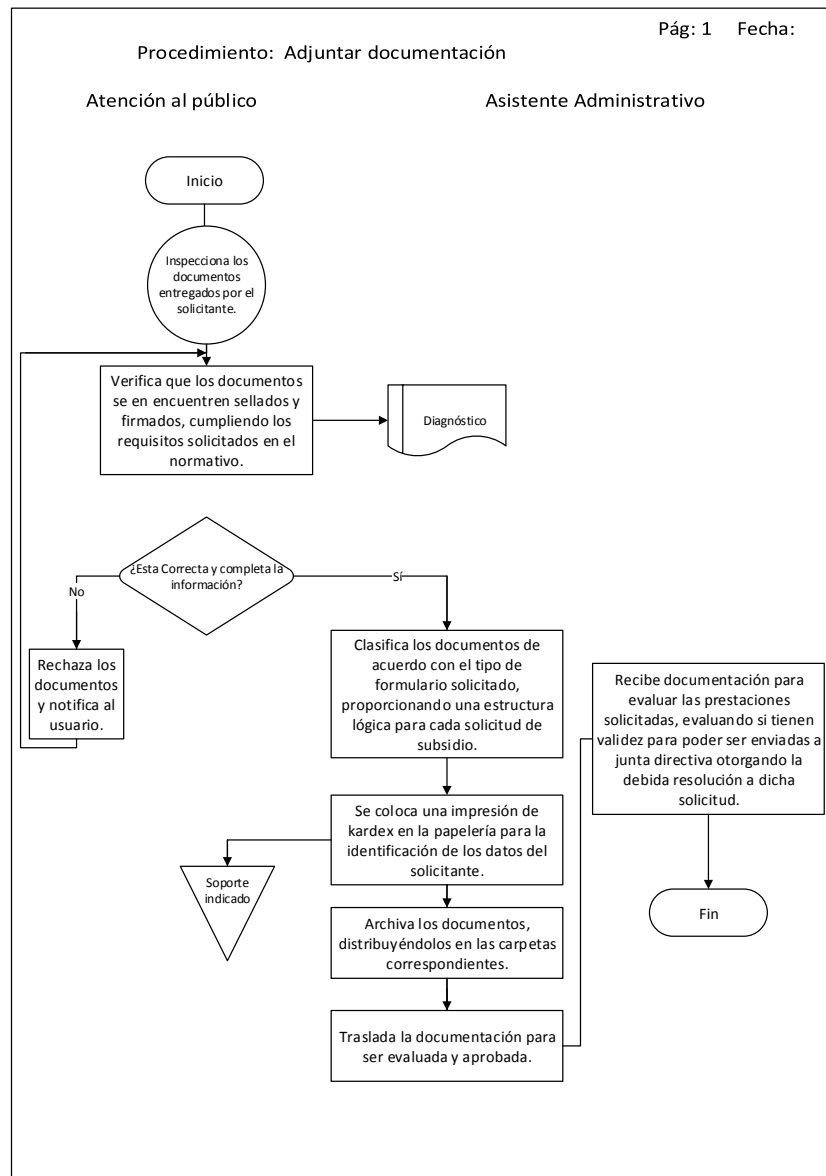 Pág: 1 Fecha:
Procedimiento: Adjuntar documentación
Atención al público
Asistente Administrativo
Inicio
Inspecciona los
documentos
entregados por el
solicitante.
Verifica que los documentos
se en encuentren sellados y
firmados, cumpliendo los
requisitos solicitados en el
normativo.
Diagnóstico
¿Esta Correcta y completa la
información?
No
Sí
Rechaza los
documentos
y notifica al
usuario.
Clasifica los documentos de
acuerdo con el tipo de
formulario solicitado,
proporcionando una estructura
lógica para cada solicitud de
subsidio.
Se coloca una impresión de
kardex en la papelería para la
identificación de los datos del
solicitante.
Soporte
indicado
Archiva los documentos,
distribuyéndolos en las carpetas
correspondientes.
Traslada la documentación para
ser evaluada y aprobada.
Recibe documentación para
evaluar las prestaciones
solicitadas, evaluando si tienen
validez para poder ser enviadas a
junta directiva otorgando la
debida resolución a dicha
solicitud.
Fin